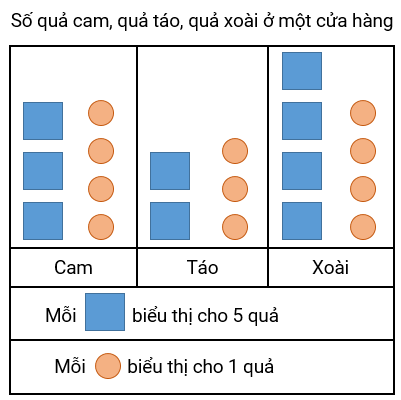 Số quả cam, quả táo, quả xoài ở một cửa hàng
Cam Táo Xoài
Mỗi biểu thị cho 5 quả
Mỗi biểu thị cho 1 quả